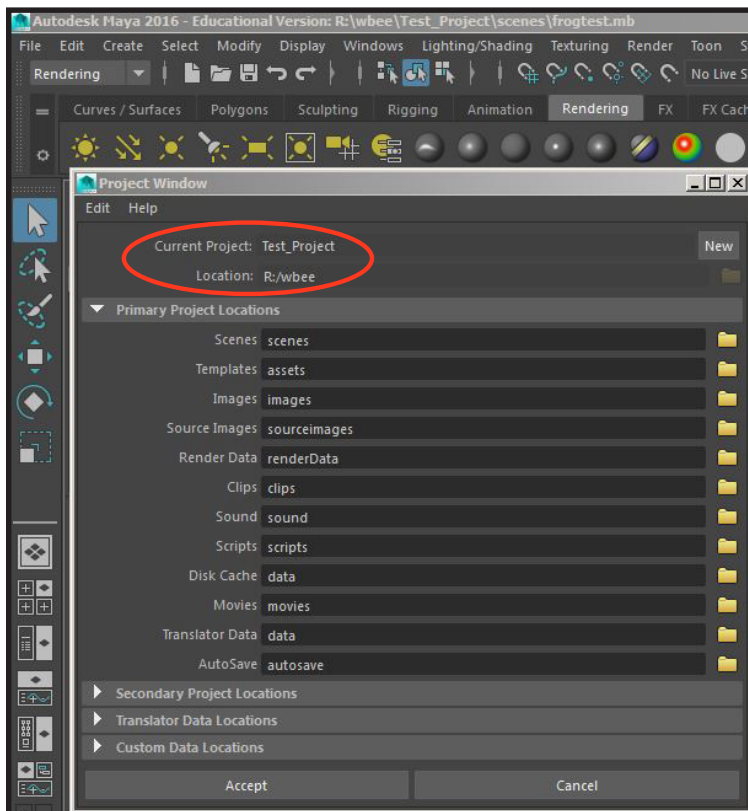 Autodesk Maya 2016 - Educational Version: R:\wbee\Test_Project\scenes\frogtest.mb
File Edit Create Select Modify Display Windows Lighting/Shading Texturing Render Toon S
Rendering No Live S
Curves / Surfaces Polygons Sculpting Rigging Animation Rendering FX FX Cach
Project Window
Edit Help
Current Project: Test_Project New
Location: R:/wbee
Primary Project Locations
Scenes scenes
Templates assets
Images images
Source Images sourceimages
Render Data renderData
Clips clips
Sound sound
Scripts scripts
Disk Cache data
Movies movies
Translator Data data
AutoSave autosave
Secondary Project Locations
Translator Data Locations
Custom Data Locations
Accept Cancel